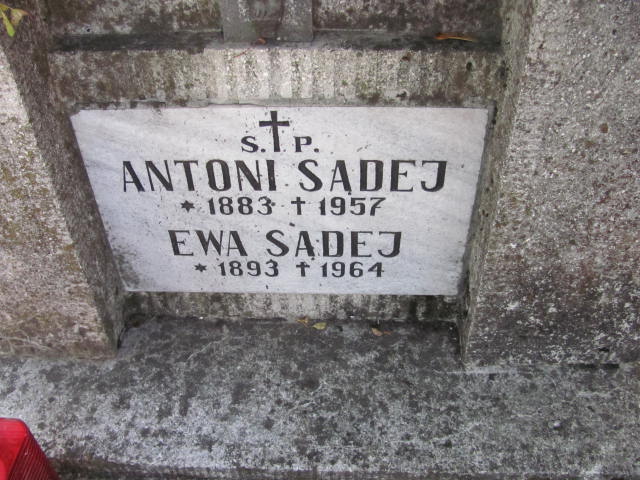 S. † P.
ANTONI SĄDEJ
* 1883 † 1957
EWA SĄDEJ
* 1893 † 1964